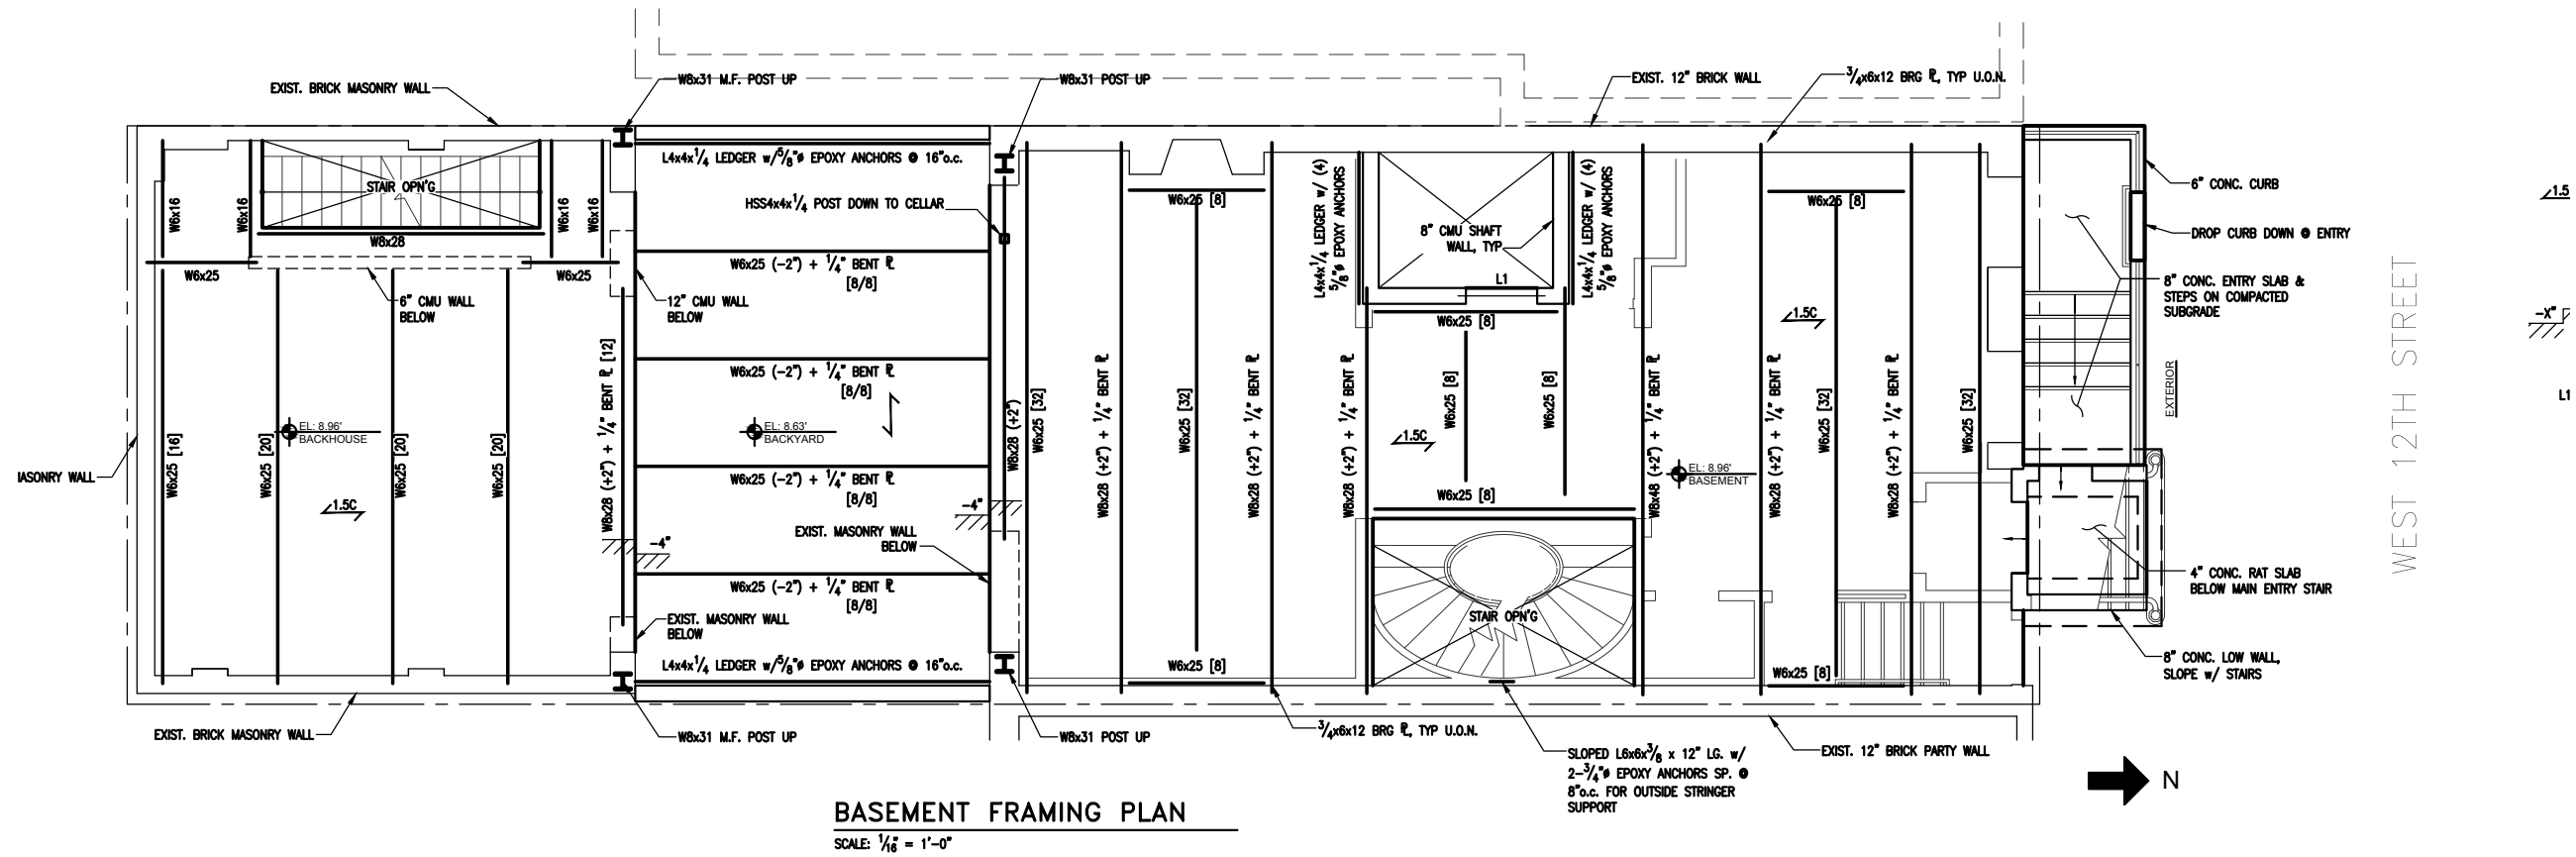 W8x31 M.F. POST UP
W8x31 POST UP
EXIST. 12" BRICK WALL
3/4x6x12 BRG PL, TYP U.O.N.
EXIST. BRICK MASONRY WALL
L4x4x1/4 LEDGER w/5/8"ø EPOXY ANCHORS @ 16"o.c.
STAIR OPN'G
HSS4x4x1/4 POST DOWN TO CELLAR
W6x16
W6x16
W6x16
W6x16
W8x28
W6x25
W6x25
6" CMU WALL
BELOW
12" CMU WALL
BELOW
W6x25 (-2") + 1/4" BENT PL
[8/8]
W6x25 (-2") + 1/4" BENT PL
[8/8]
W6x25 (-2") + 1/4" BENT PL
[8/8]
W6x25 (-2") + 1/4" BENT PL
[8/8]
EL: 8.96'
BACKHOUSE
EL: 8.63'
BACKYARD
W6x25 [16]
W6x25 [20]
W6x25 [20]
W6x25 [20]
1.5C
W8x28 (+2") + 1/4" BENT PL [12]
-4"
-4"
EXIST. MASONRY WALL
BELOW
EXIST. MASONRY WALL
BELOW
L4x4x1/4 LEDGER w/5/8"ø EPOXY ANCHORS @ 16"o.c.
IASONRY WALL
EXIST. BRICK MASONRY WALL
W8x31 M.F. POST UP
W8x31 POST UP
W8x28 (+2")
W6x25 [32]
W8x28 (+2") + 1/4" BENT PL
W6x25 [8]
W6x25 [32]
W6x25 [8]
W8x28 (+2") + 1/4" BENT PL
W8x28 (+2") + 1/4" BENT PL
L4x4x1/4 LEDGER w/ (4)
5/8"ø EPOXY ANCHORS
8" CMU SHAFT
WALL, TYP
L1
L4x4x1/4 LEDGER w/ (4)
5/8"ø EPOXY ANCHORS
W6x25 [8]
W6x25 [8]
W6x25 [8]
1.5C
W6x25 [8]
STAIR OPN'G
W8x48 (+2") + 1/4" BENT PL
EL: 8.96'
BASEMENT
W8x28 (+2") + 1/4" BENT PL
W6x25 [8]
1.5C
W6x25 [32]
W6x25 [8]
W8x28 (+2") + 1/4" BENT PL
W6x25 [32]
6" CONC. CURB
DROP CURB DOWN @ ENTRY
8" CONC. ENTRY SLAB &
STEPS ON COMPACTED
SUBGRADE
EXTERIOR
4" CONC. RAT SLAB
BELOW MAIN ENTRY STAIR
8" CONC. LOW WALL,
SLOPE w/ STAIRS
WEST 12TH STREET
1.5
-X"
L1
3/4x6x12 BRG PL, TYP U.O.N.
SLOPED L6x6x3/8 x 12" LG. w/
2-3/4"ø EPOXY ANCHORS SP. @
8"o.c. FOR OUTSIDE STRINGER
SUPPORT
EXIST. 12" BRICK PARTY WALL
N
BASEMENT FRAMING PLAN
SCALE: 1/16" = 1'-0"